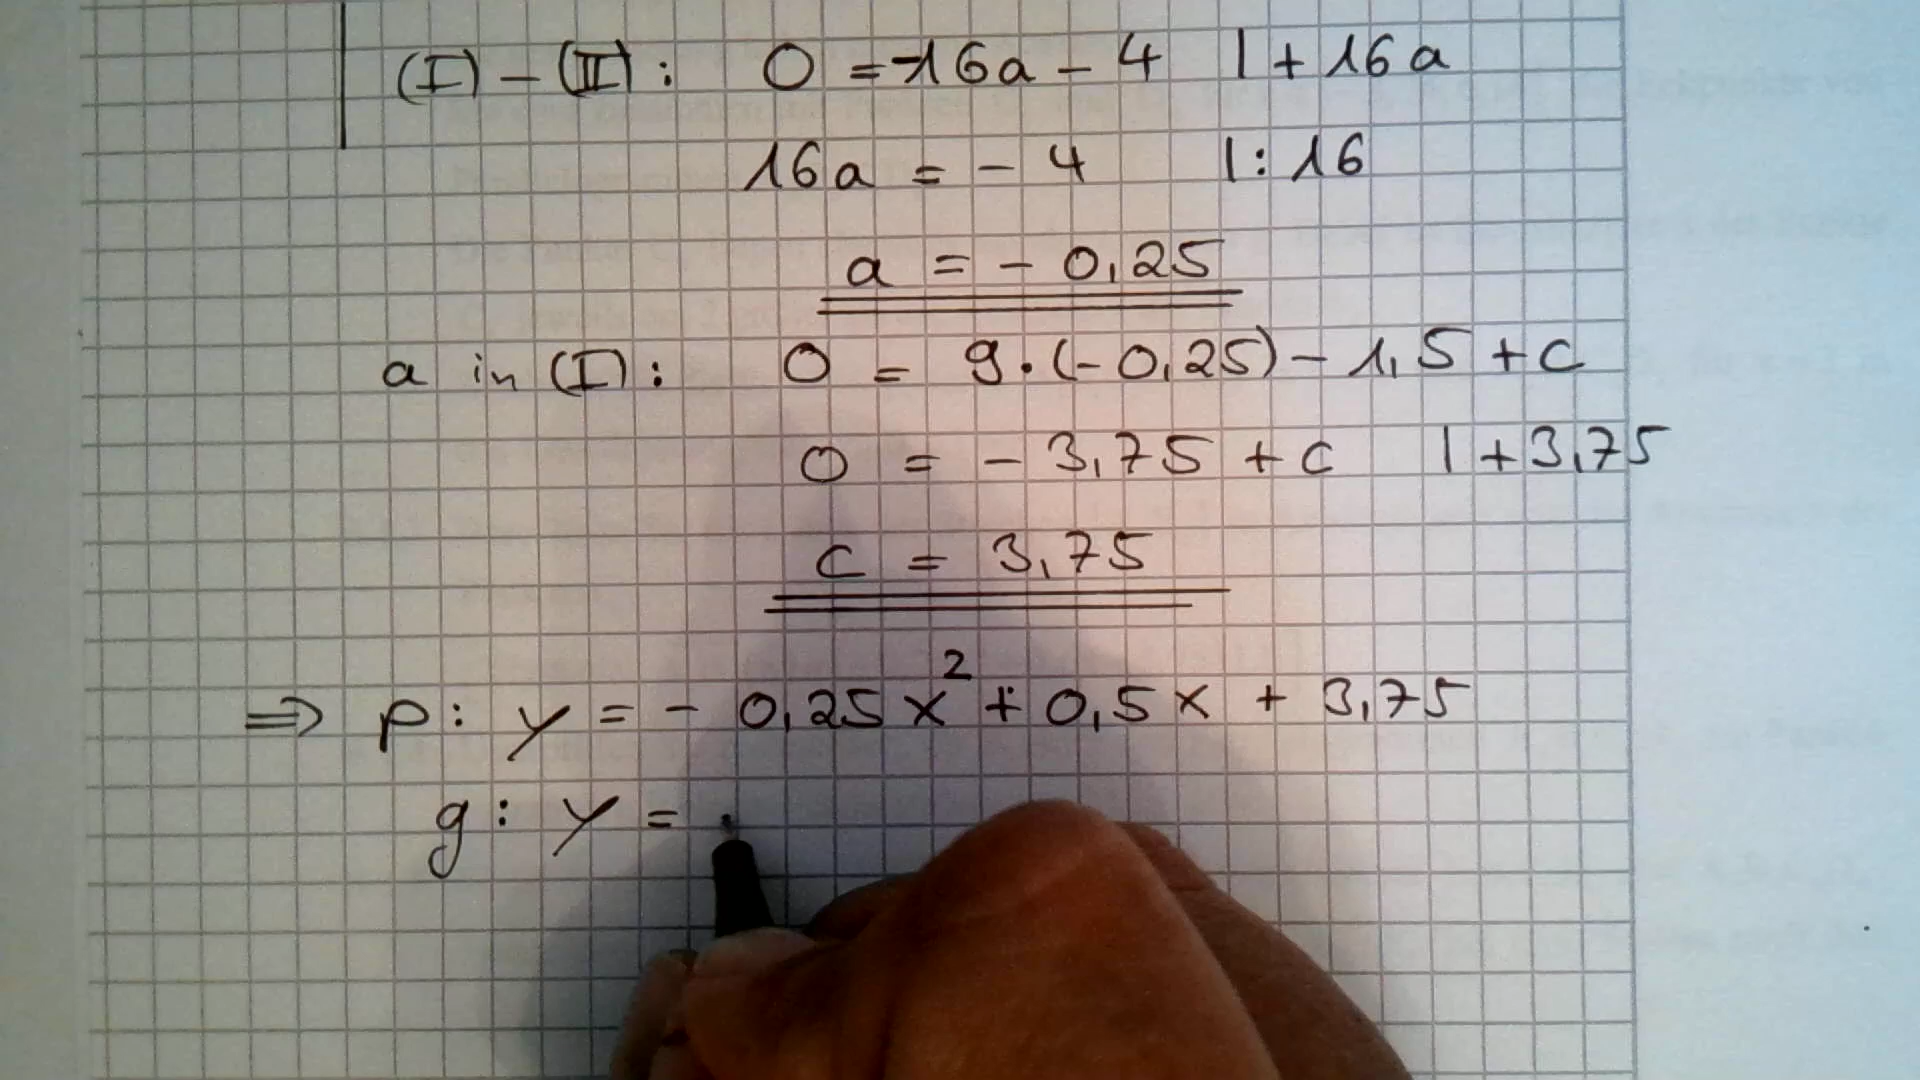 (I) - (II): 0 = -16a - 4 | + 16a
16a = - 4 | : 16
a = - 0,25
a in (I): 0 = 9·(-0,25) - 1,5 + c
0 = - 3,75 + c | + 3,75
c = 3,75
⇒ p: y = - 0,25x² + 0,5x + 3,75
g: y =